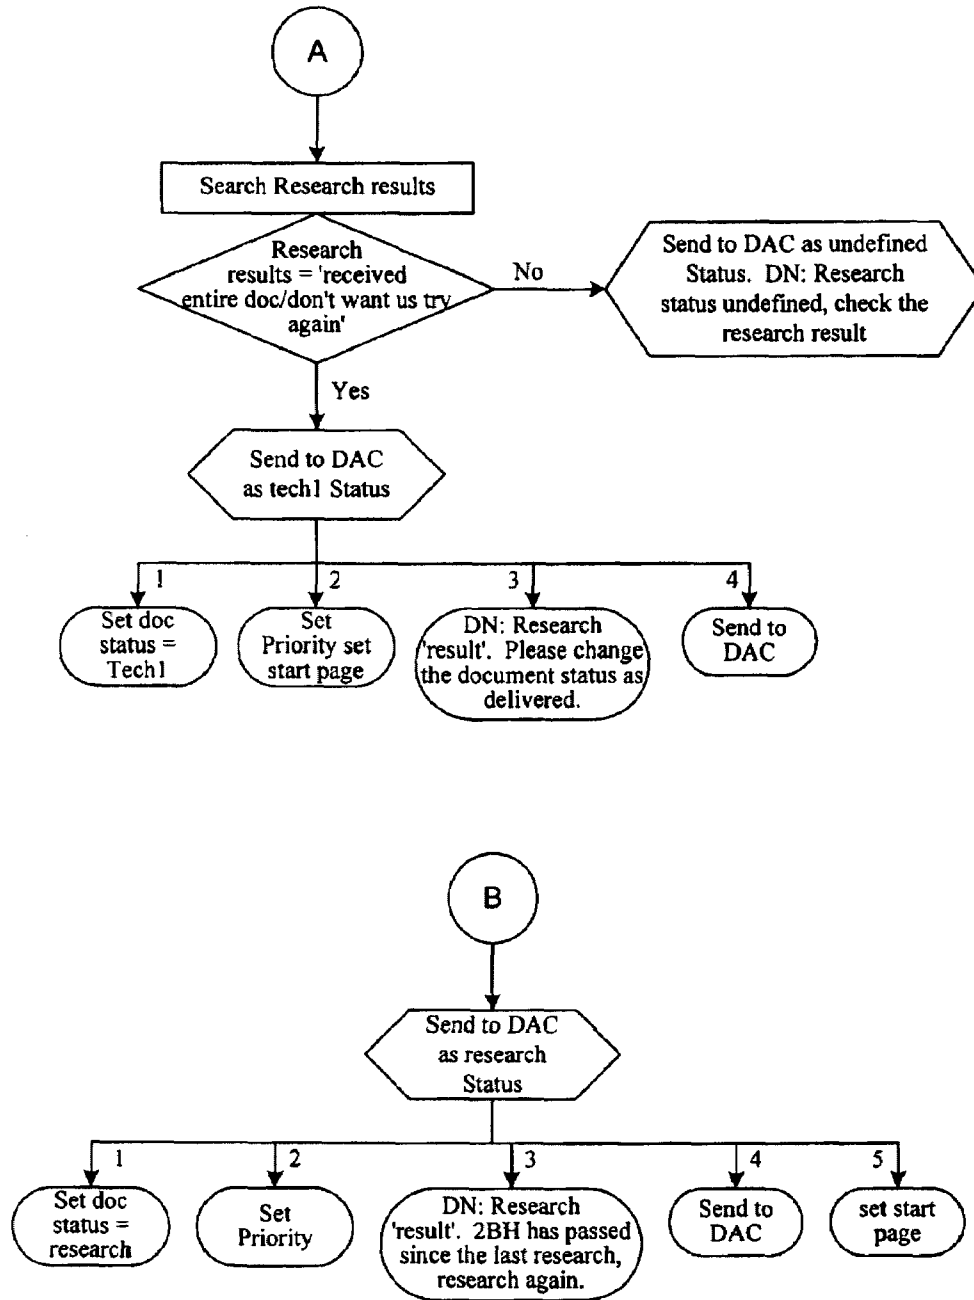 A
Search Research results
Research
results = 'received
entire doc/don't want us try
again'
No
Send to DAC as undefined
Status.  DN: Research
status undefined, check the
research result
Yes
Send to DAC
as tech1 Status
1
2
3
4
Set doc
status =
Tech1
Set
Priority set
start page
DN: Research
'result'.  Please change
the document status as
delivered.
Send to
DAC
B
Send to DAC
as research
Status
1
2
3
4
5
Set doc
status =
research
Set
Priority
DN: Research
'result'.  2BH has passed
since the last research,
research again.
Send to
DAC
set start
page